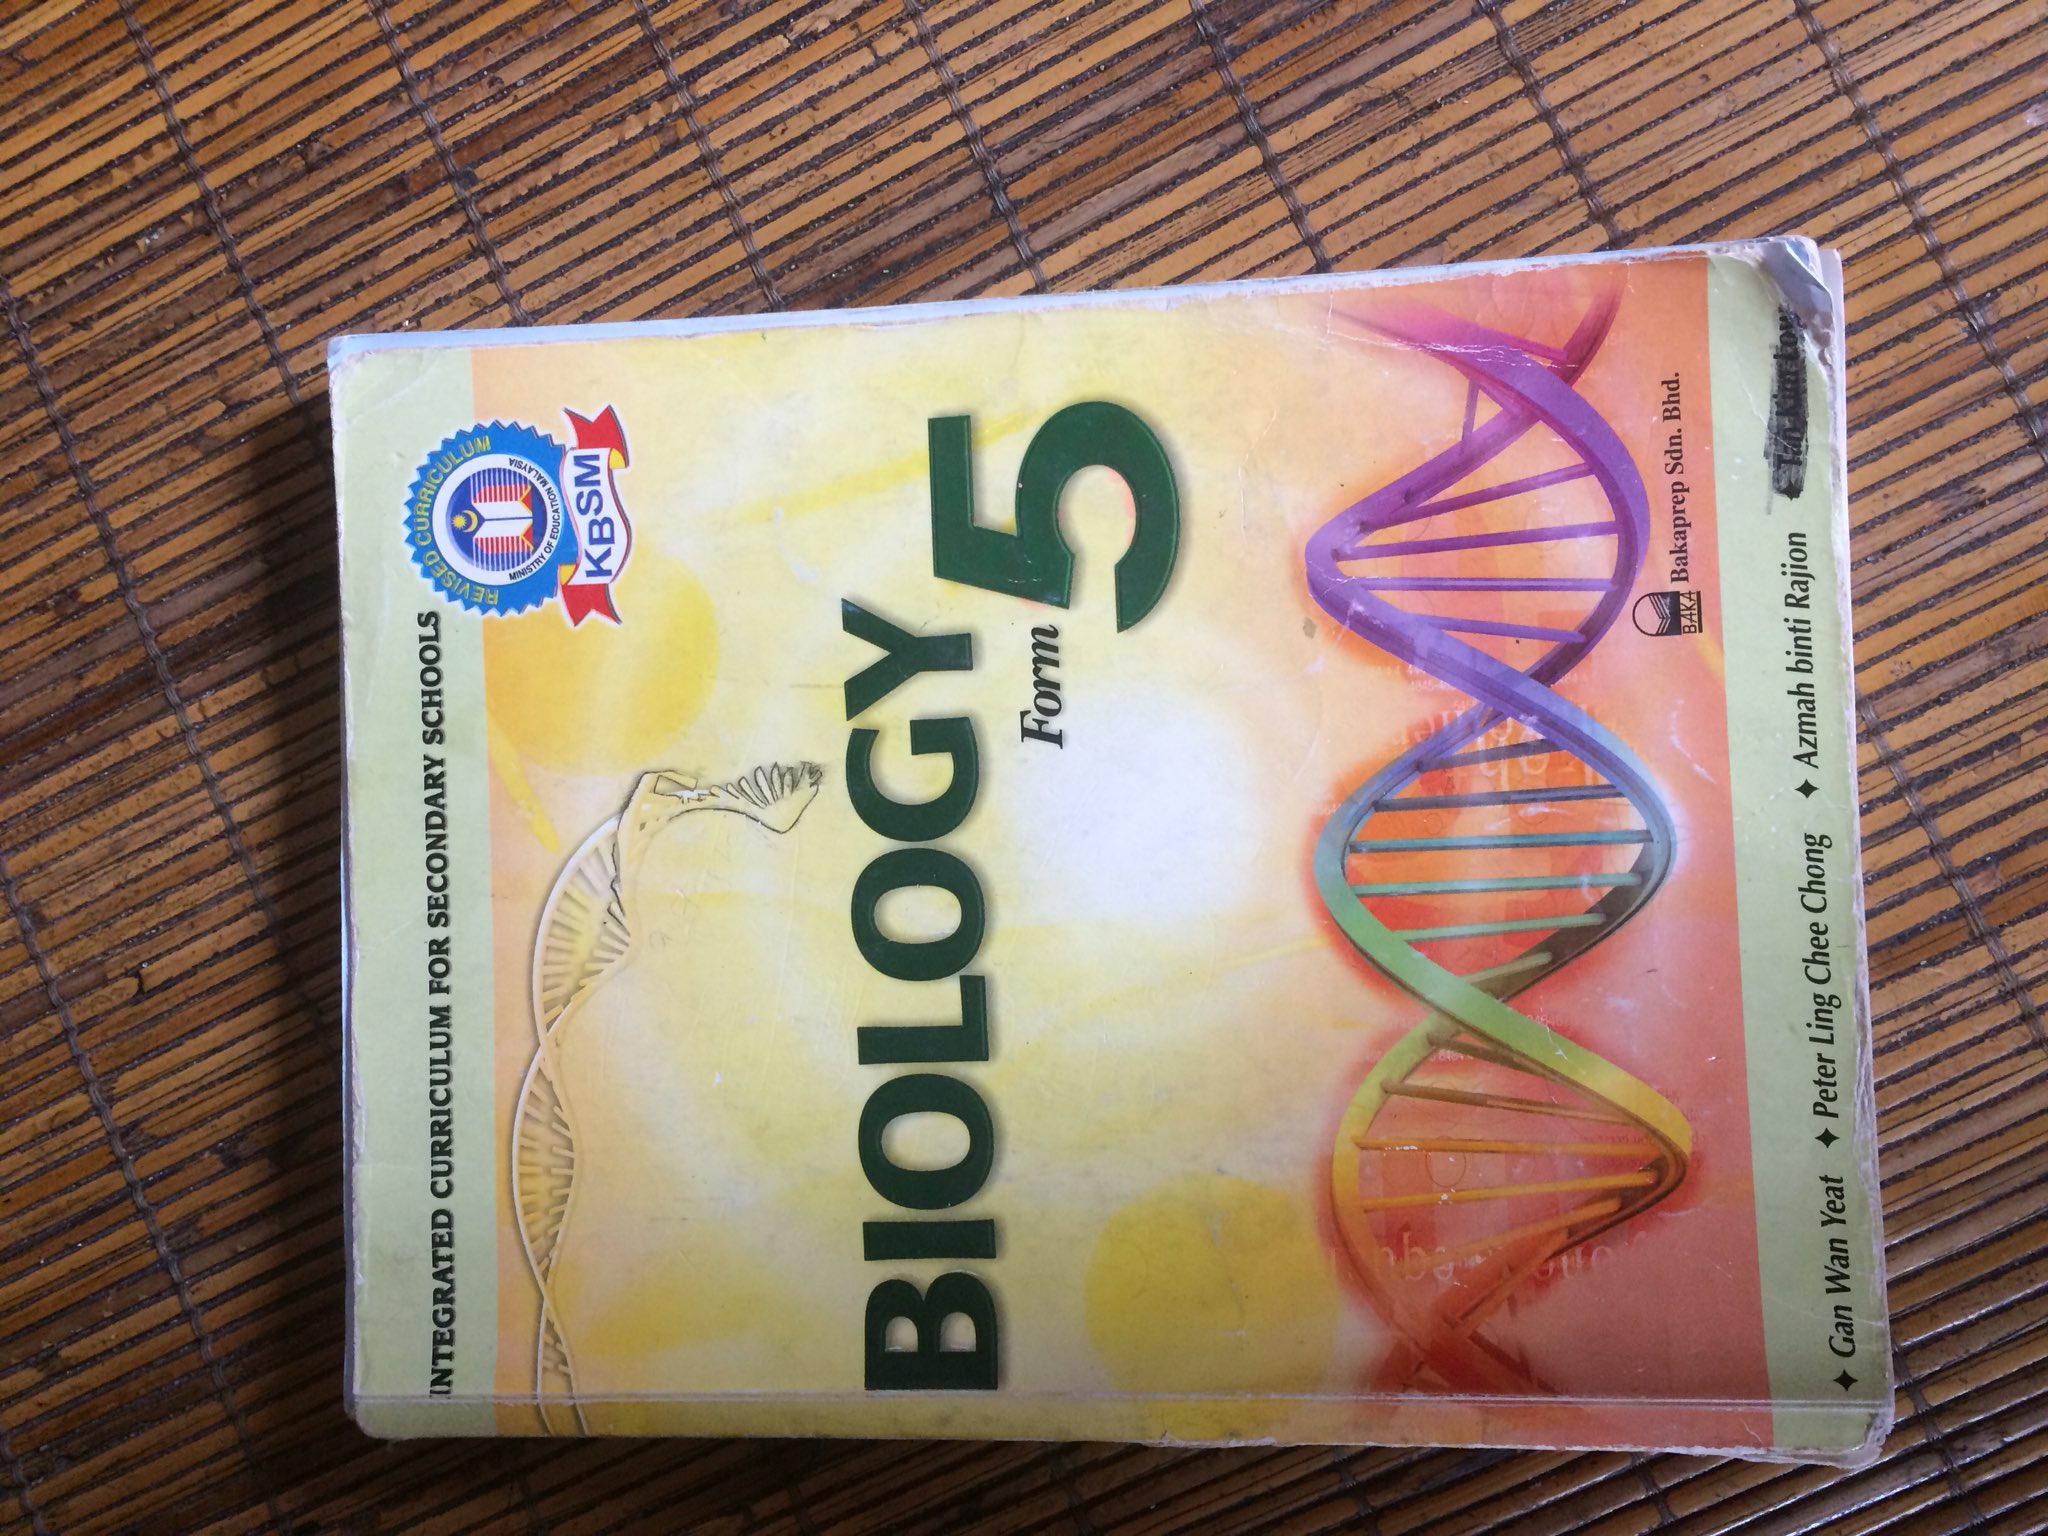 INTEGRATED CURRICULUM FOR SECONDARY SCHOOLS
REVISED CURRICULUM
MINISTRY OF EDUCATION MALAYSIA
KBSM
BIOLOGY
Form 5
BAKA Bakaprep Sdn. Bhd.
✦ Gan Wan Yeat ✦ Peter Ling Chee Chong ✦ Azmah binti Rajion ✦